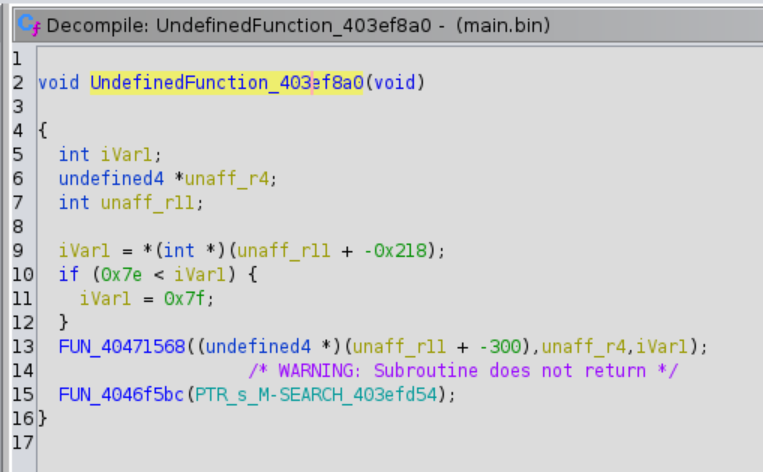 Decompile: UndefinedFunction_403ef8a0 - (main.bin)
1
2 void UndefinedFunction_403ef8a0(void)
3
4 {
5 int iVar1;
6 undefined4 *unaff_r4;
7 int unaff_r11;
8
9 iVar1 = *(int *)(unaff_r11 + -0x218);
10 if (0x7e < iVar1) {
11 iVar1 = 0x7f;
12 }
13 FUN_40471568((undefined4 *)(unaff_r11 + -300),unaff_r4,iVar1);
14 /* WARNING: Subroutine does not return */
15 FUN_4046f5bc(PTR_s_M-SEARCH_403efd54);
16 }
17